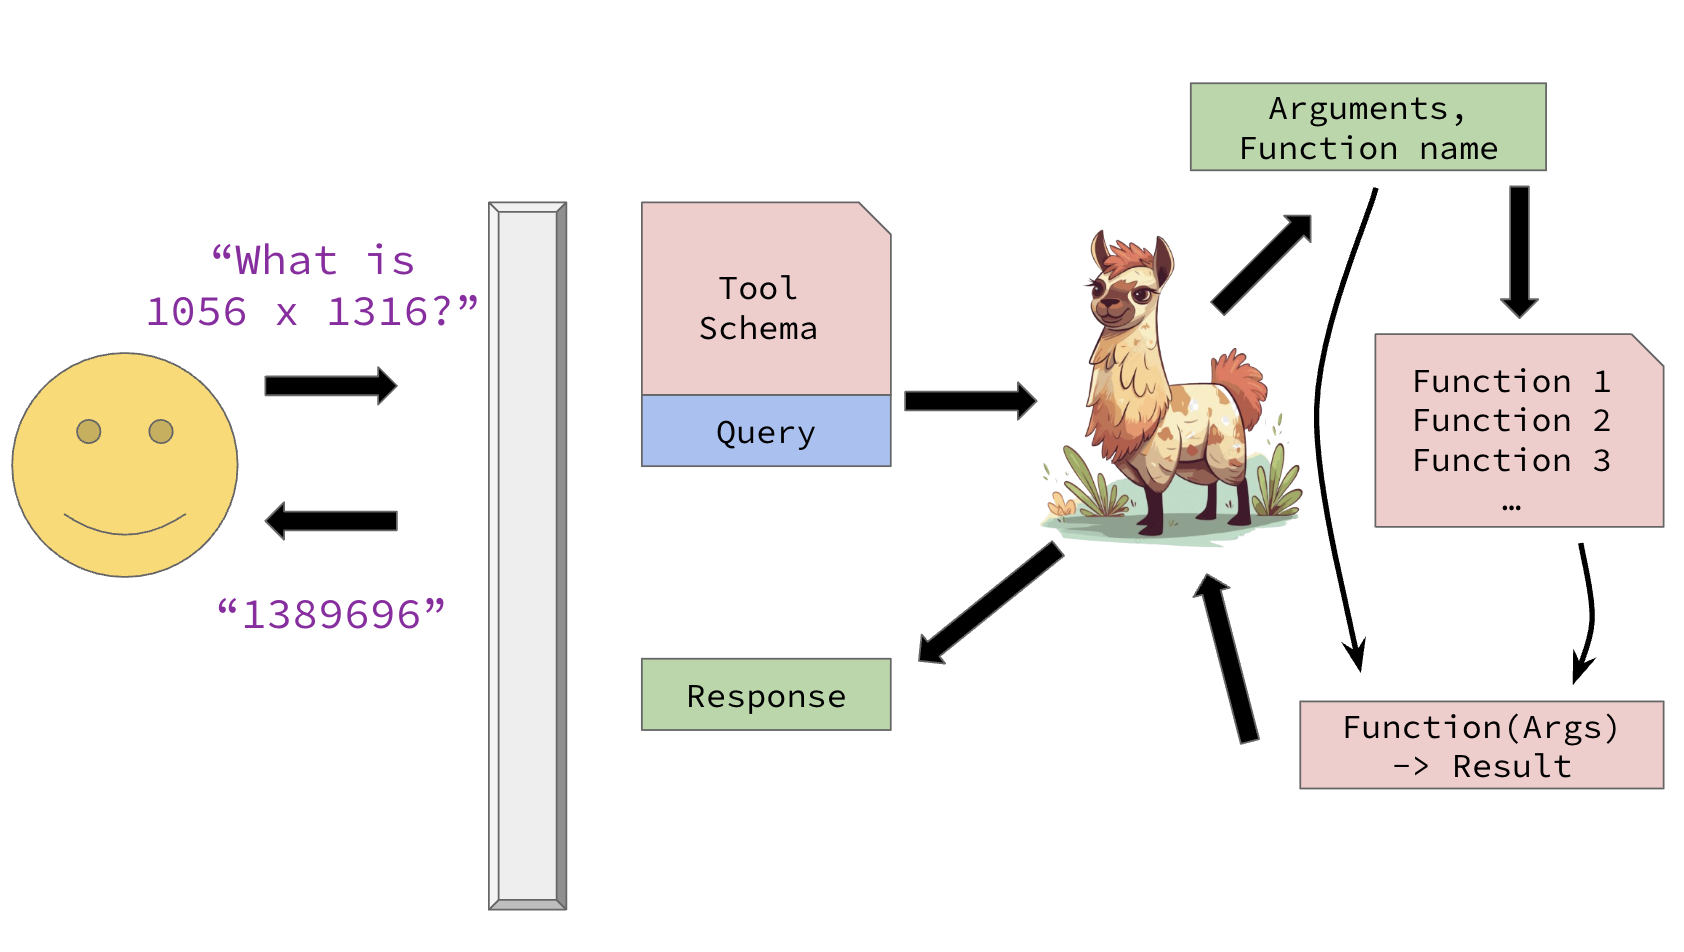 “What is
1056 x 1316?”
“1389696”
Tool
Schema
Query
Response
Arguments,
Function name
Function 1
Function 2
Function 3
…
Function(Args)
-> Result